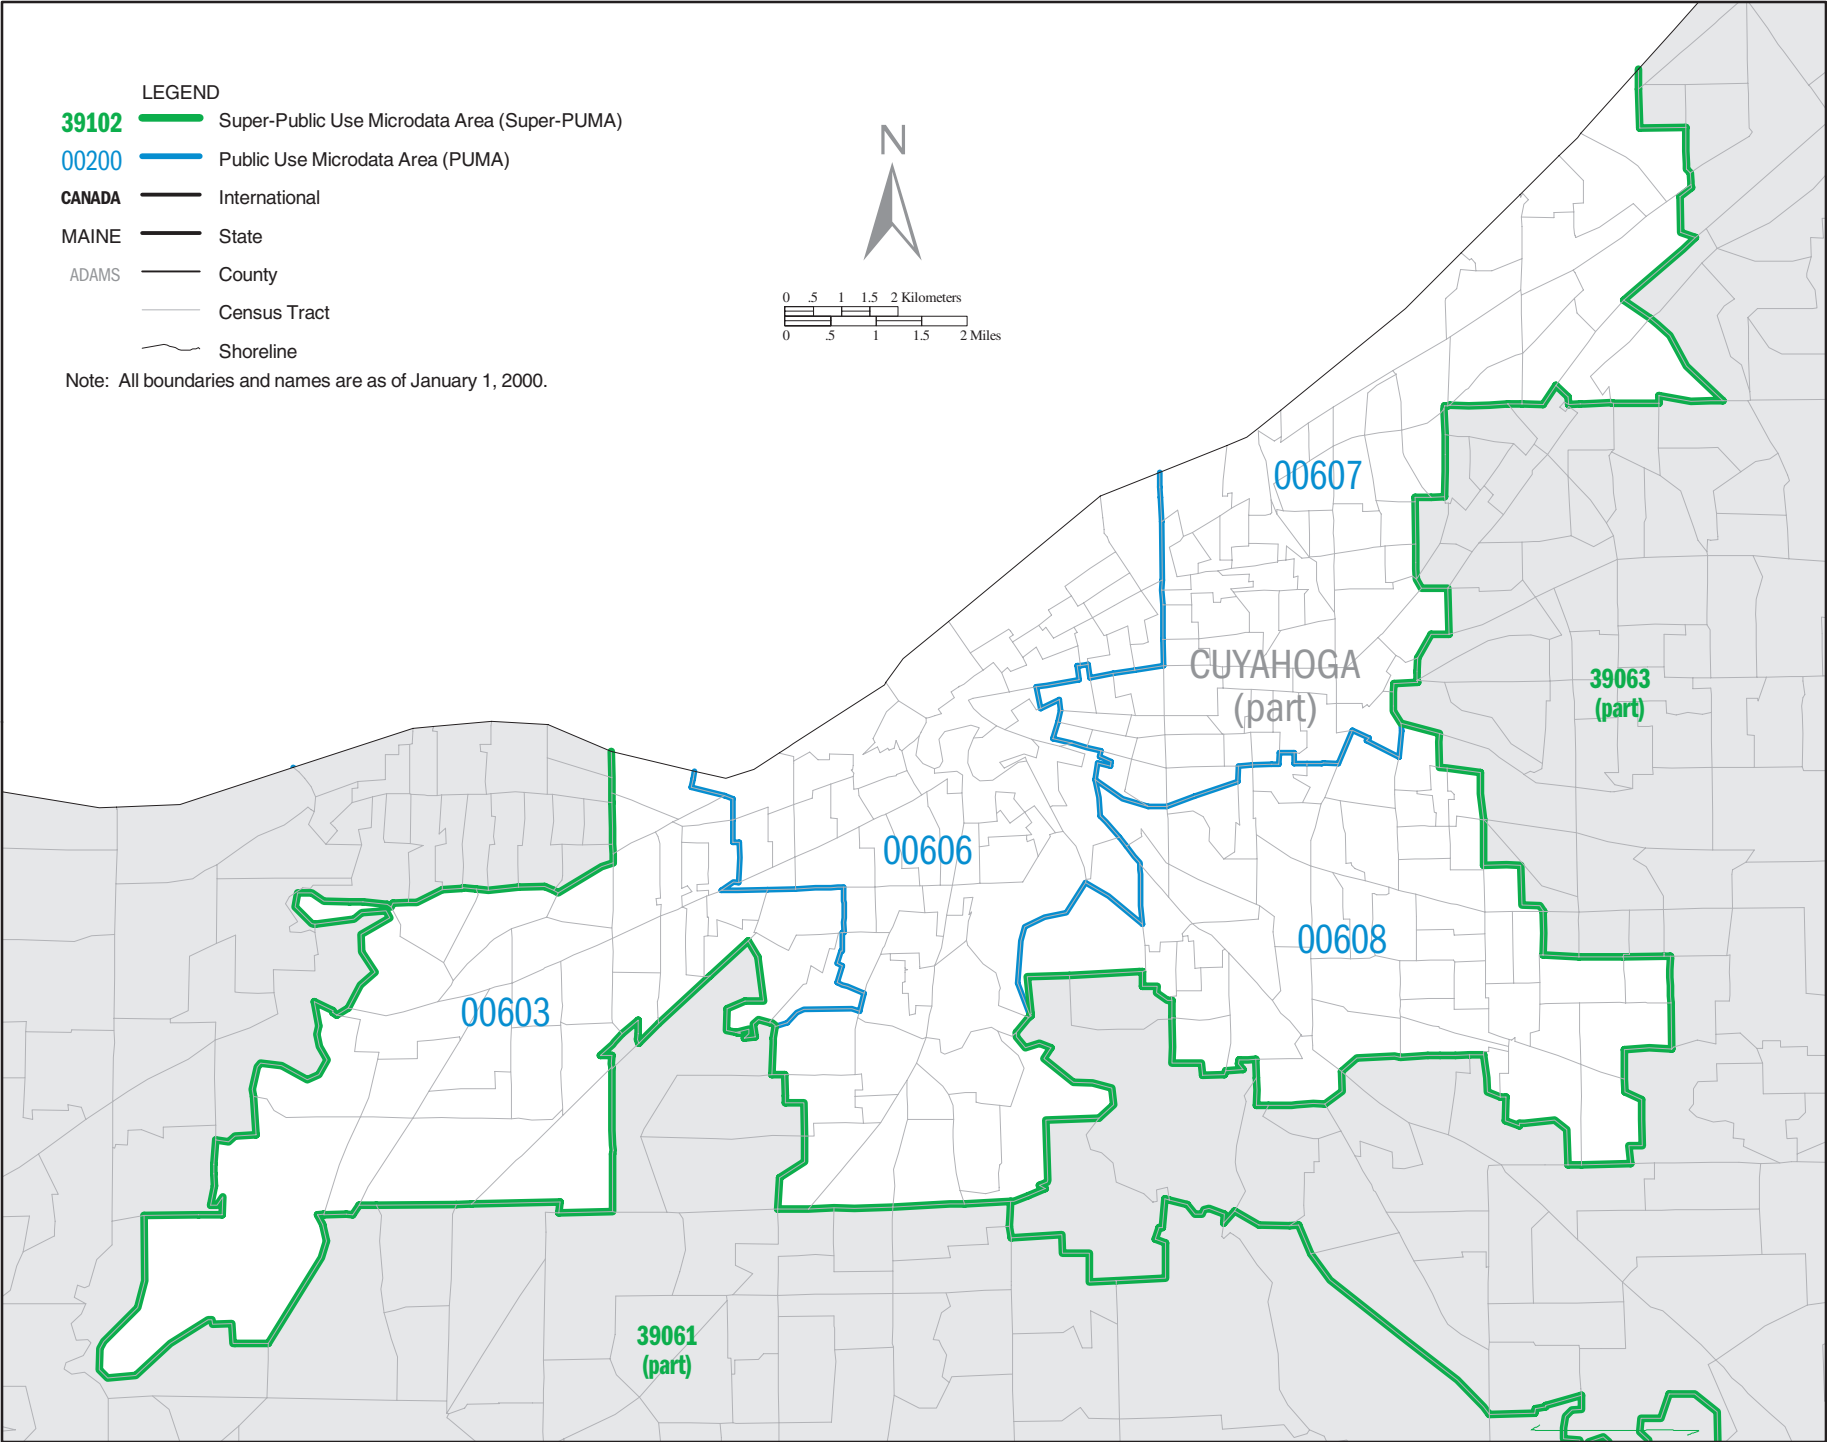 LEGEND
39102 Super-Public Use Microdata Area (Super-PUMA)
00200 Public Use Microdata Area (PUMA)
CANADA International
MAINE State
ADAMS County
Census Tract
Shoreline
Note: All boundaries and names are as of January 1, 2000.
N
0 .5 1 1.5 2 Kilometers
0 .5 1 1.5 2 Miles
00607
CUYAHOGA
(part)
39063
(part)
00606
00608
00603
39061
(part)